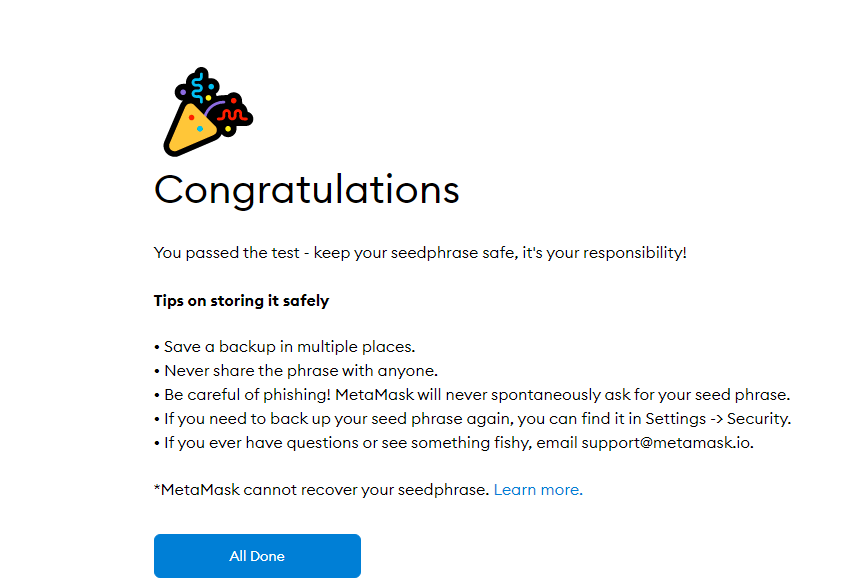 Congratulations
You passed the test - keep your seedphrase safe, it's your responsibility!
Tips on storing it safely
• Save a backup in multiple places.
• Never share the phrase with anyone.
• Be careful of phishing! MetaMask will never spontaneously ask for your seed phrase.
• If you need to back up your seed phrase again, you can find it in Settings -> Security.
• If you ever have questions or see something fishy, email support@metamask.io.
*MetaMask cannot recover your seedphrase. Learn more.
All Done